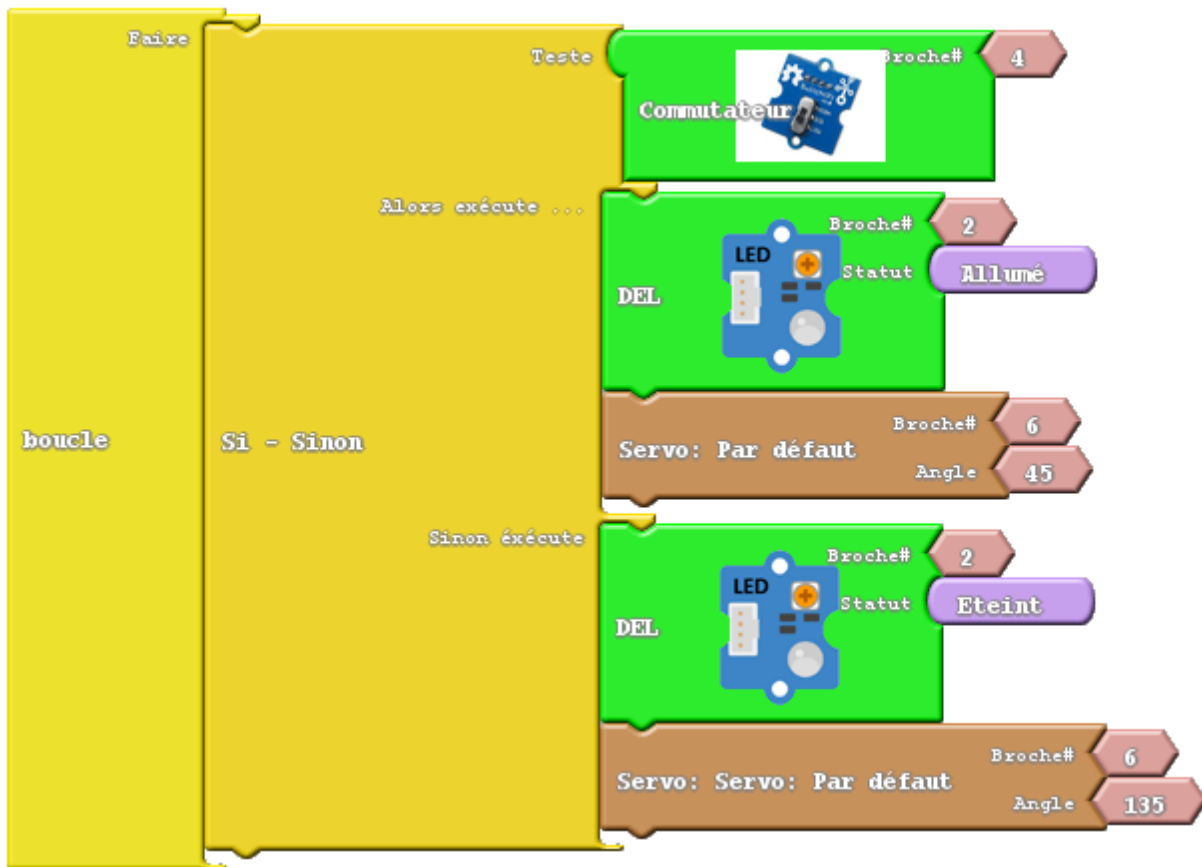 Faire
Teste
Broche#
4
Commutateur
Alors exécute ...
Broche#
2
LED
Statut
Allumé
DEL
Broche#
6
boucle
Si - Sinon
Servo: Par défaut
Angle
45
Sinon éxécute
Broche#
2
LED
Statut
Eteint
DEL
Broche#
6
Servo: Servo: Par défaut
Angle
135